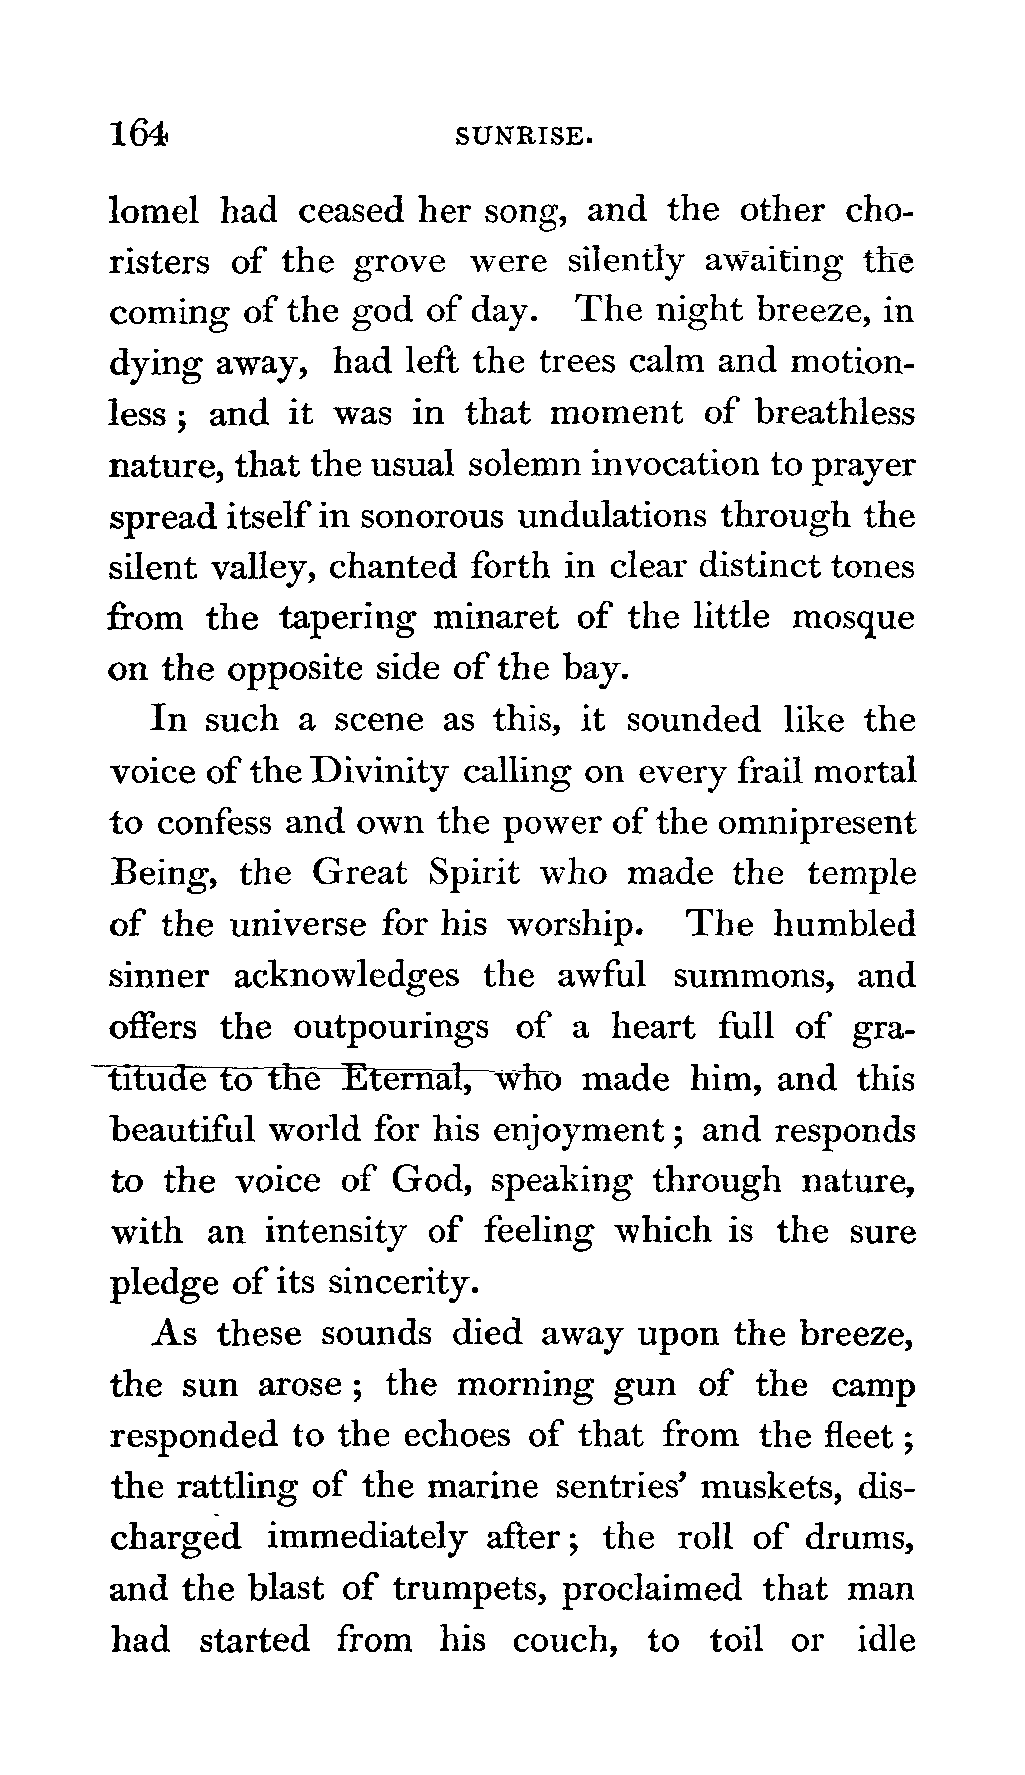 164 SUNRISE.
lomel had ceased her song, and the other cho-
risters of the grove were silently awaiting the
coming of the god of day. The night breeze, in
dying away, had left the trees calm and motion-
less ; and it was in that moment of breathless
nature, that the usual solemn invocation to prayer
spread itself in sonorous undulations through the
silent valley, chanted forth in clear distinct tones
from the tapering minaret of the little mosque
on the opposite side of the bay.
In such a scene as this, it sounded like the
voice of the Divinity calling on every frail mortal
to confess and own the power of the omnipresent
Being, the Great Spirit who made the temple
of the universe for his worship. The humbled
sinner acknowledges the awful summons, and
offers the outpourings of a heart full of gra-
titude to the Eternal, who made him, and this
beautiful world for his enjoyment ; and responds
to the voice of God, speaking through nature,
with an intensity of feeling which is the sure
pledge of its sincerity.
As these sounds died away upon the breeze,
the sun arose ; the morning gun of the camp
responded to the echoes of that from the fleet ;
the rattling of the marine sentries' muskets, dis-
charged immediately after ; the roll of drums,
and the blast of trumpets, proclaimed that man
had started from his couch, to toil or idle